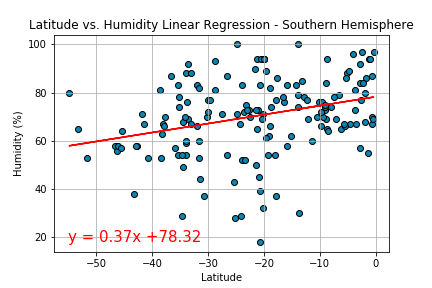 Latitude vs. Humidity Linear Regression - Southern Hemisphere
100
80
60
40
20
Humidity (%)
y = 0.37x +78.32
−50 −40 −30 −20 −10 0
Latitude